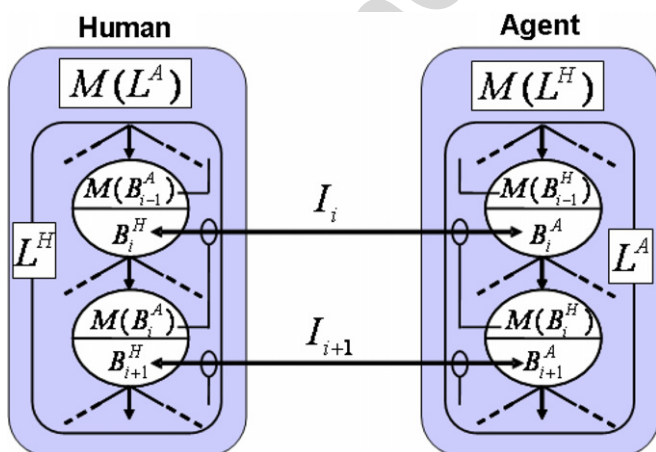 Human Agent
M(L^A) M(L^H)
M(B_{i-1}^A) I_i M(B_{i-1}^H)
B_i^H B_i^A
L^H L^A
M(B_i^A) I_{i+1} M(B_i^H)
B_{i+1}^H B_{i+1}^A